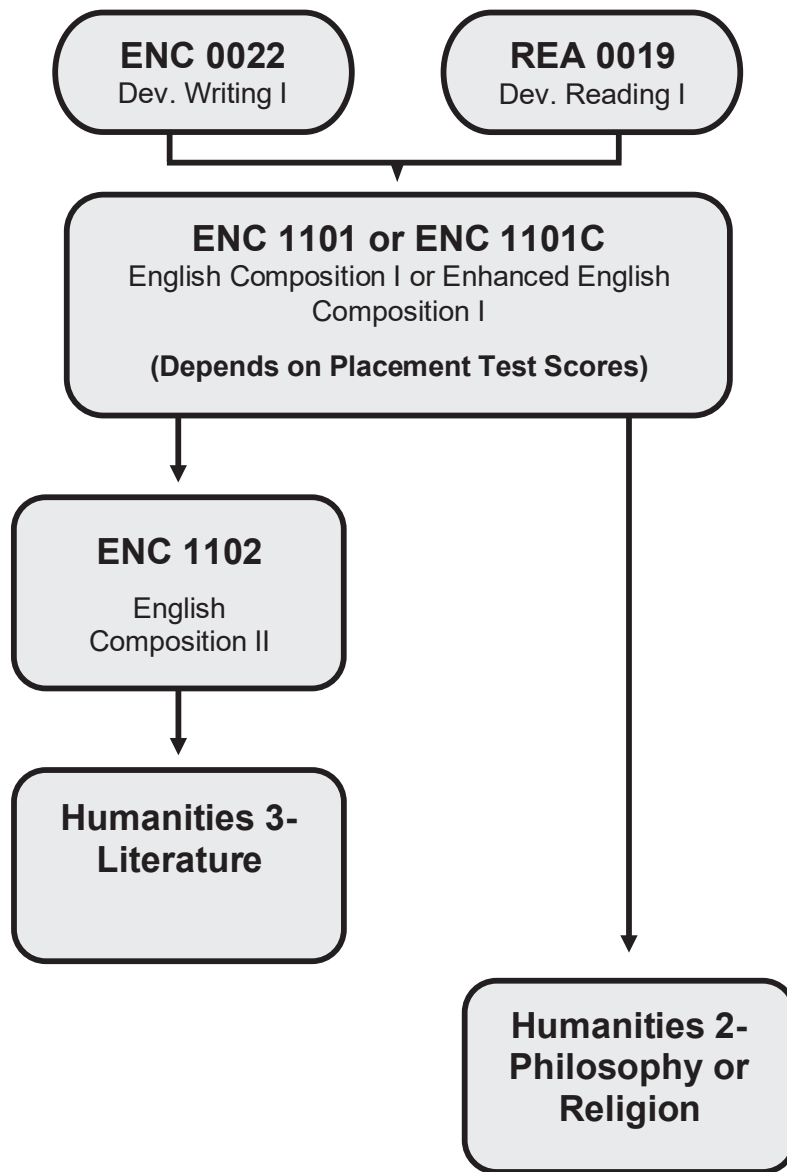 ENC 0022
Dev. Writing I
REA 0019
Dev. Reading I
ENC 1101 or ENC 1101C
English Composition I or Enhanced English
Composition I
(Depends on Placement Test Scores)
ENC 1102
English
Composition II
Humanities 3-
Literature
Humanities 2-
Philosophy or
Religion